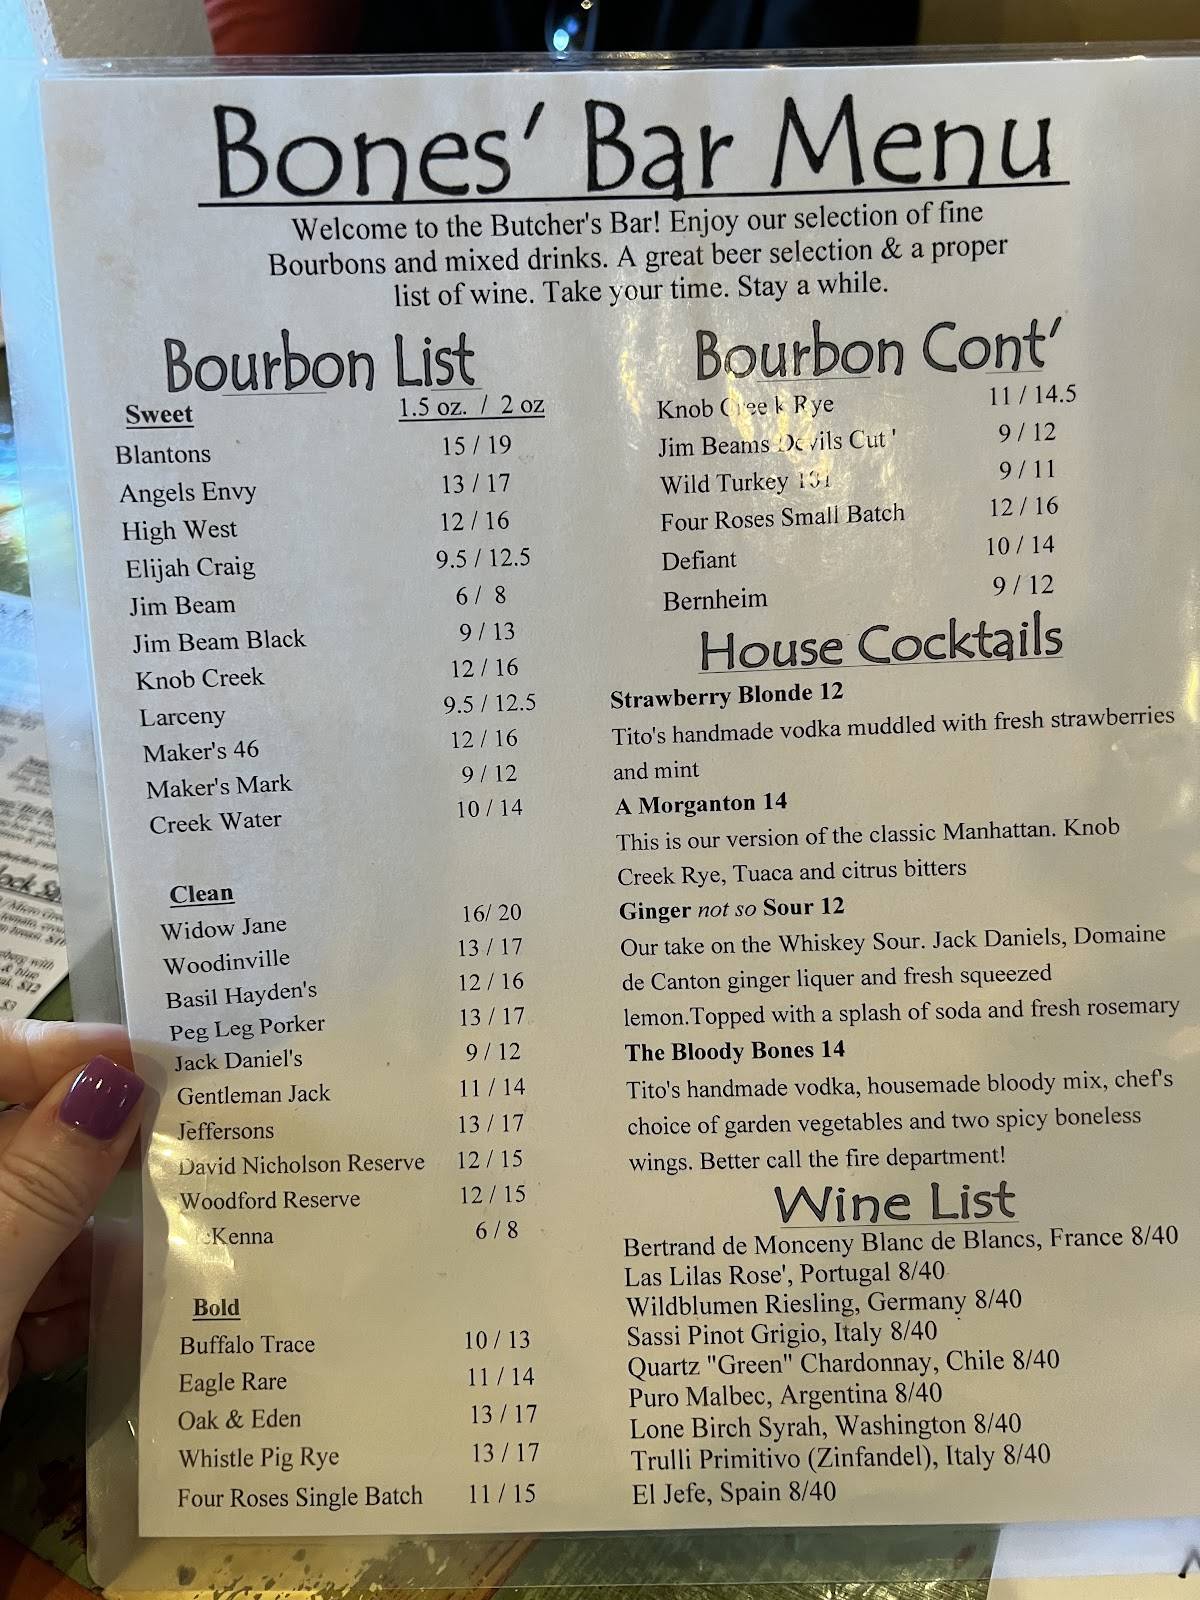 Bones' Bar Menu
Welcome to the Butcher's Bar! Enjoy our selection of fine
Bourbons and mixed drinks. A great beer selection & a proper
list of wine. Take your time. Stay a while.
Bourbon List
Sweet 1.5 oz. / 2 oz
Blantons 15 / 19
Angels Envy 13 / 17
High West 12 / 16
Elijah Craig 9.5 / 12.5
Jim Beam 6 / 8
Jim Beam Black 9 / 13
Knob Creek 12 / 16
Larceny 9.5 / 12.5
Maker's 46 12 / 16
Maker's Mark 9 / 12
Creek Water 10 / 14
Clean
Widow Jane 16/ 20
Woodinville 13 / 17
Basil Hayden's 12 / 16
Peg Leg Porker 13 / 17
Jack Daniel's 9 / 12
Gentleman Jack 11 / 14
Jeffersons 13 / 17
David Nicholson Reserve 12 / 15
Woodford Reserve 12 / 15
Kenna 6 / 8
Bold
Buffalo Trace 10 / 13
Eagle Rare 11 / 14
Oak & Eden 13 / 17
Whistle Pig Rye 13 / 17
Four Roses Single Batch 11 / 15
Bourbon Cont'
Knob Creek Rye 11 / 14.5
Jim Beams Devils Cut ' 9 / 12
Wild Turkey 101 9 / 11
Four Roses Small Batch 12 / 16
Defiant 10 / 14
Bernheim 9 / 12
House Cocktails
Strawberry Blonde 12
Tito's handmade vodka muddled with fresh strawberries
and mint
A Morganton 14
This is our version of the classic Manhattan. Knob
Creek Rye, Tuaca and citrus bitters
Ginger not so Sour 12
Our take on the Whiskey Sour. Jack Daniels, Domaine
de Canton ginger liquer and fresh squeezed
lemon.Topped with a splash of soda and fresh rosemary
The Bloody Bones 14
Tito's handmade vodka, housemade bloody mix, chef's
choice of garden vegetables and two spicy boneless
wings. Better call the fire department!
Wine List
Bertrand de Monceny Blanc de Blancs, France 8/40
Las Lilas Rose', Portugal 8/40
Wildblumen Riesling, Germany 8/40
Sassi Pinot Grigio, Italy 8/40
Quartz "Green" Chardonnay, Chile 8/40
Puro Malbec, Argentina 8/40
Lone Birch Syrah, Washington 8/40
Trulli Primitivo (Zinfandel), Italy 8/40
El Jefe, Spain 8/40